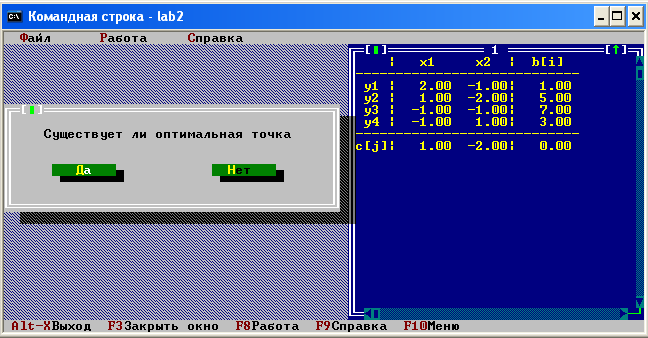 Командная строка - lab2
Файл Работа Справка
1
x1 x2 b[i]
y1 2.00 -1.00 1.00
y2 1.00 -2.00 5.00
y3 -1.00 -1.00 7.00
y4 -1.00 1.00 3.00
c[j] 1.00 -2.00 0.00
Существует ли оптимальная точка
Да Нет
Alt-X Выход F3 Закрыть окно F8 Работа F9 Справка F10 Меню